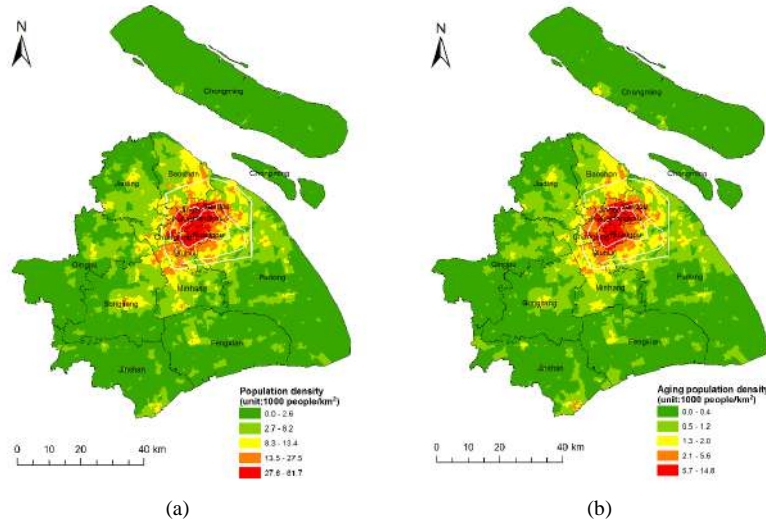 N
Chongming
Chongming
Baoshan
Jiading
Qingpu
Pudong
Songjiang
Minhang
Fengxian
Jinshan
Population density
(unit:1000 people/km²)
0.0 - 2.6
2.7 - 8.2
8.3 - 13.4
13.5 - 27.5
27.6 - 61.7
0 10 20 40 km
(a)
N
Chongming
Chongming
Baoshan
Jiading
Qingpu
Pudong
Songjiang
Minhang
Fengxian
Jinshan
Aging population density
(unit:1000 people/km²)
0.0 - 0.4
0.5 - 1.2
1.3 - 2.0
2.1 - 5.6
5.7 - 14.8
0 10 20 40 km
(b)